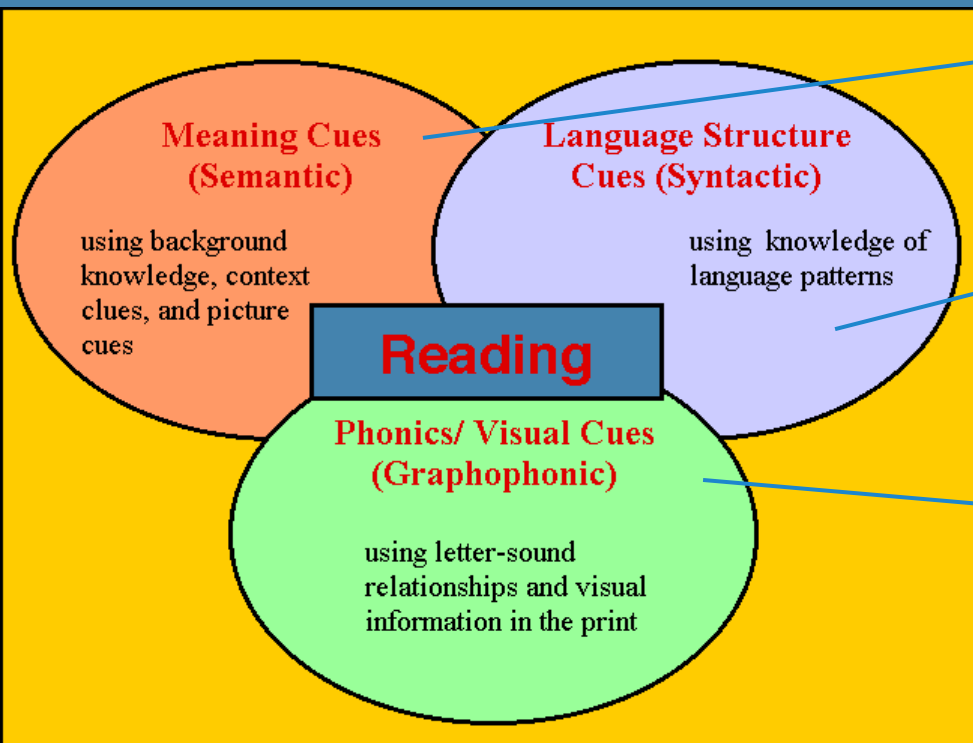 Meaning Cues
(Semantic)
using background
knowledge, context
clues, and picture
cues
Language Structure
Cues (Syntactic)
using knowledge of
language patterns
Reading
Phonics/ Visual Cues
(Graphophonic)
using letter-sound
relationships and visual
information in the print